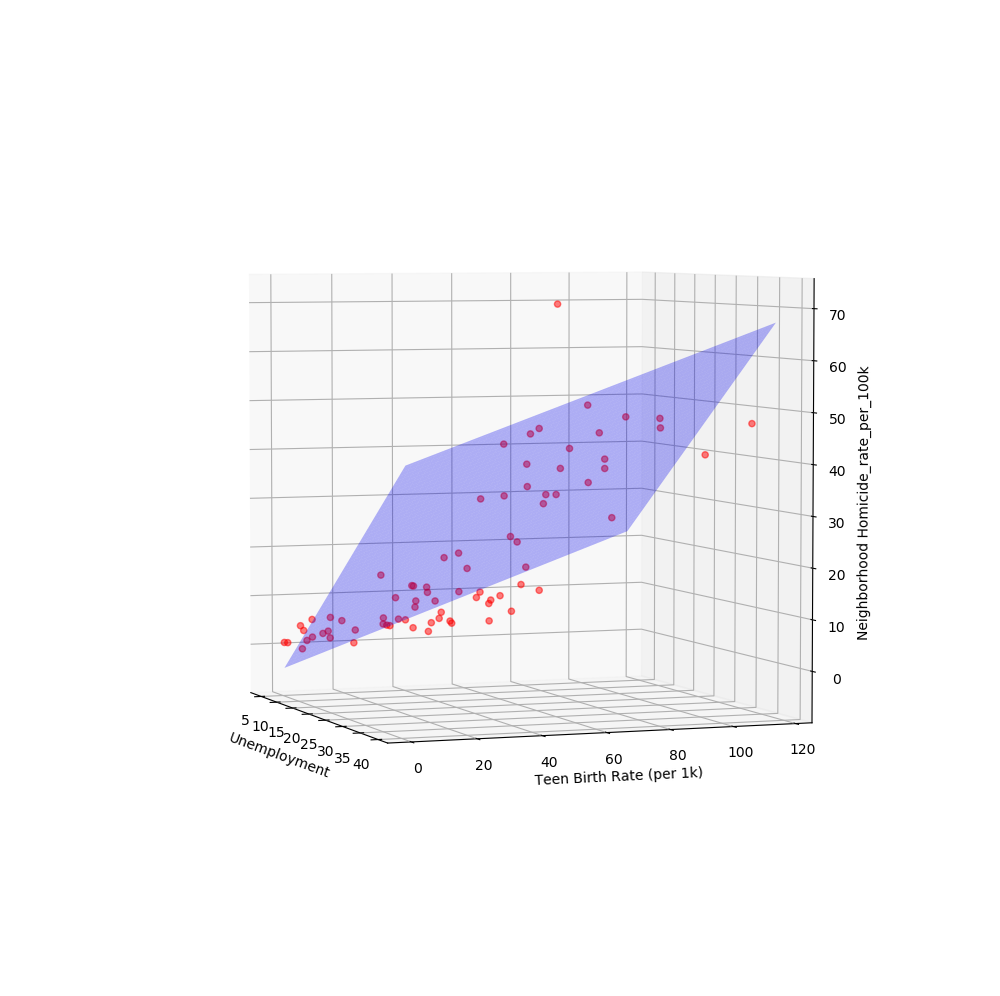 70
60
50
40
30
20
10
0
Neighborhood Homicide_rate_per_100k
5 10 15 20 25 30 35 40
Unemployment
0 20 40 60 80 100 120
Teen Birth Rate (per 1k)